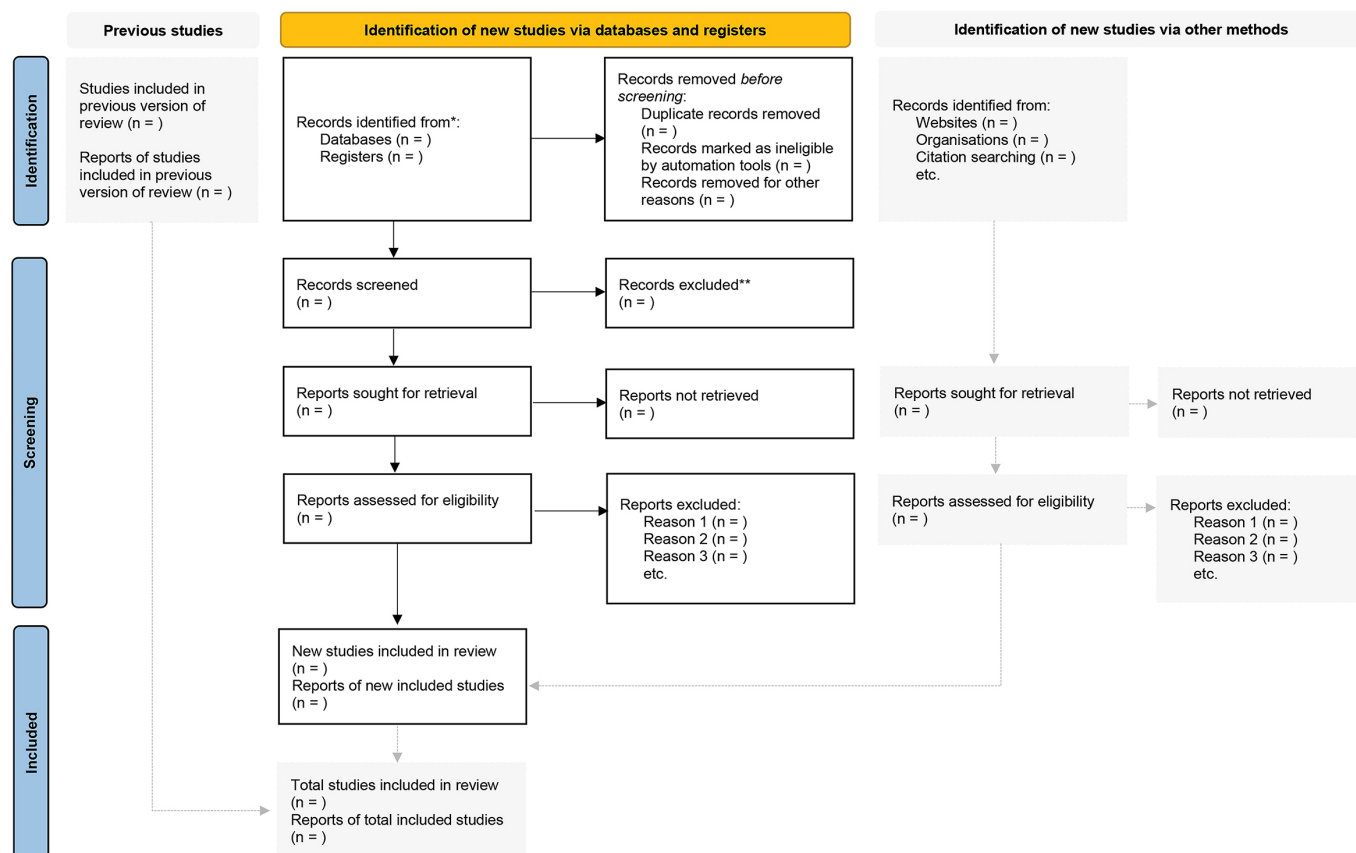 Previous studies
Identification of new studies via databases and registers
Identification of new studies via other methods
Identification
Studies included in
previous version of
review (n = )
Reports of studies
included in previous
version of review (n = )
Records identified from*:
Databases (n = )
Registers (n = )
Records removed before
screening:
Duplicate records removed
(n = )
Records marked as ineligible
by automation tools (n = )
Records removed for other
reasons (n = )
Records identified from:
Websites (n = )
Organisations (n = )
Citation searching (n = )
etc.
Screening
Records screened
(n = )
Records excluded**
(n = )
Reports sought for retrieval
(n = )
Reports not retrieved
(n = )
Reports sought for retrieval
(n = )
Reports not retrieved
(n = )
Reports assessed for eligibility
(n = )
Reports excluded:
Reason 1 (n = )
Reason 2 (n = )
Reason 3 (n = )
etc.
Reports assessed for eligibility
(n = )
Reports excluded:
Reason 1 (n = )
Reason 2 (n = )
Reason 3 (n = )
etc.
Included
New studies included in review
(n = )
Reports of new included studies
(n = )
Total studies included in review
(n = )
Reports of total included studies
(n = )